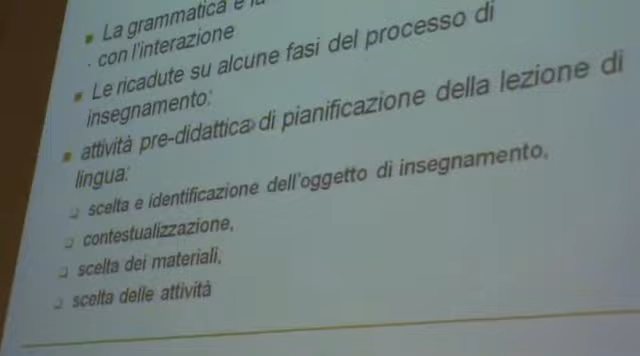 La grammatica e la
. con l'interazione
Le ricadute su alcune fasi del processo di
insegnamento:
attività pre-didattica di pianificazione della lezione di
lingua:
scelta e identificazione dell'oggetto di insegnamento,
contestualizzazione,
scelta dei materiali,
scelta delle attività